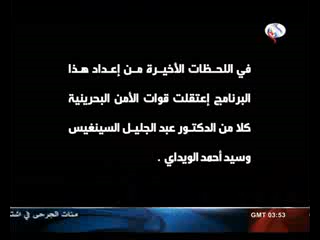 في اللحظات الأخيرة من إعداد هذا
البرنامج إعتقلت قوات الأمن البحرينية
كلا من الدكتور عبد الجليل السينغيس
وسيد أحمد الويداي .
مئات الجرحى في
GMT 03:53